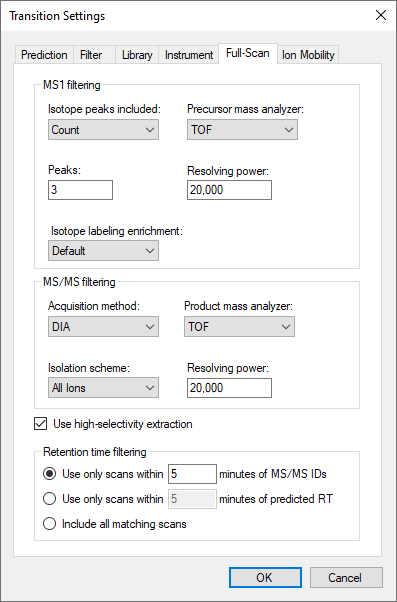 Transition Settings
Prediction Filter Library Instrument Full-Scan Ion Mobility
MS1 filtering
Isotope peaks included: Precursor mass analyzer:
Count TOF
Peaks: Resolving power:
3 20,000
Isotope labeling enrichment:
Default
MS/MS filtering
Acquisition method: Product mass analyzer:
DIA TOF
Isolation scheme: Resolving power:
All Ions 20,000
Use high-selectivity extraction
Retention time filtering
Use only scans within 5 minutes of MS/MS IDs
Use only scans within 5 minutes of predicted RT
Include all matching scans
OK Cancel